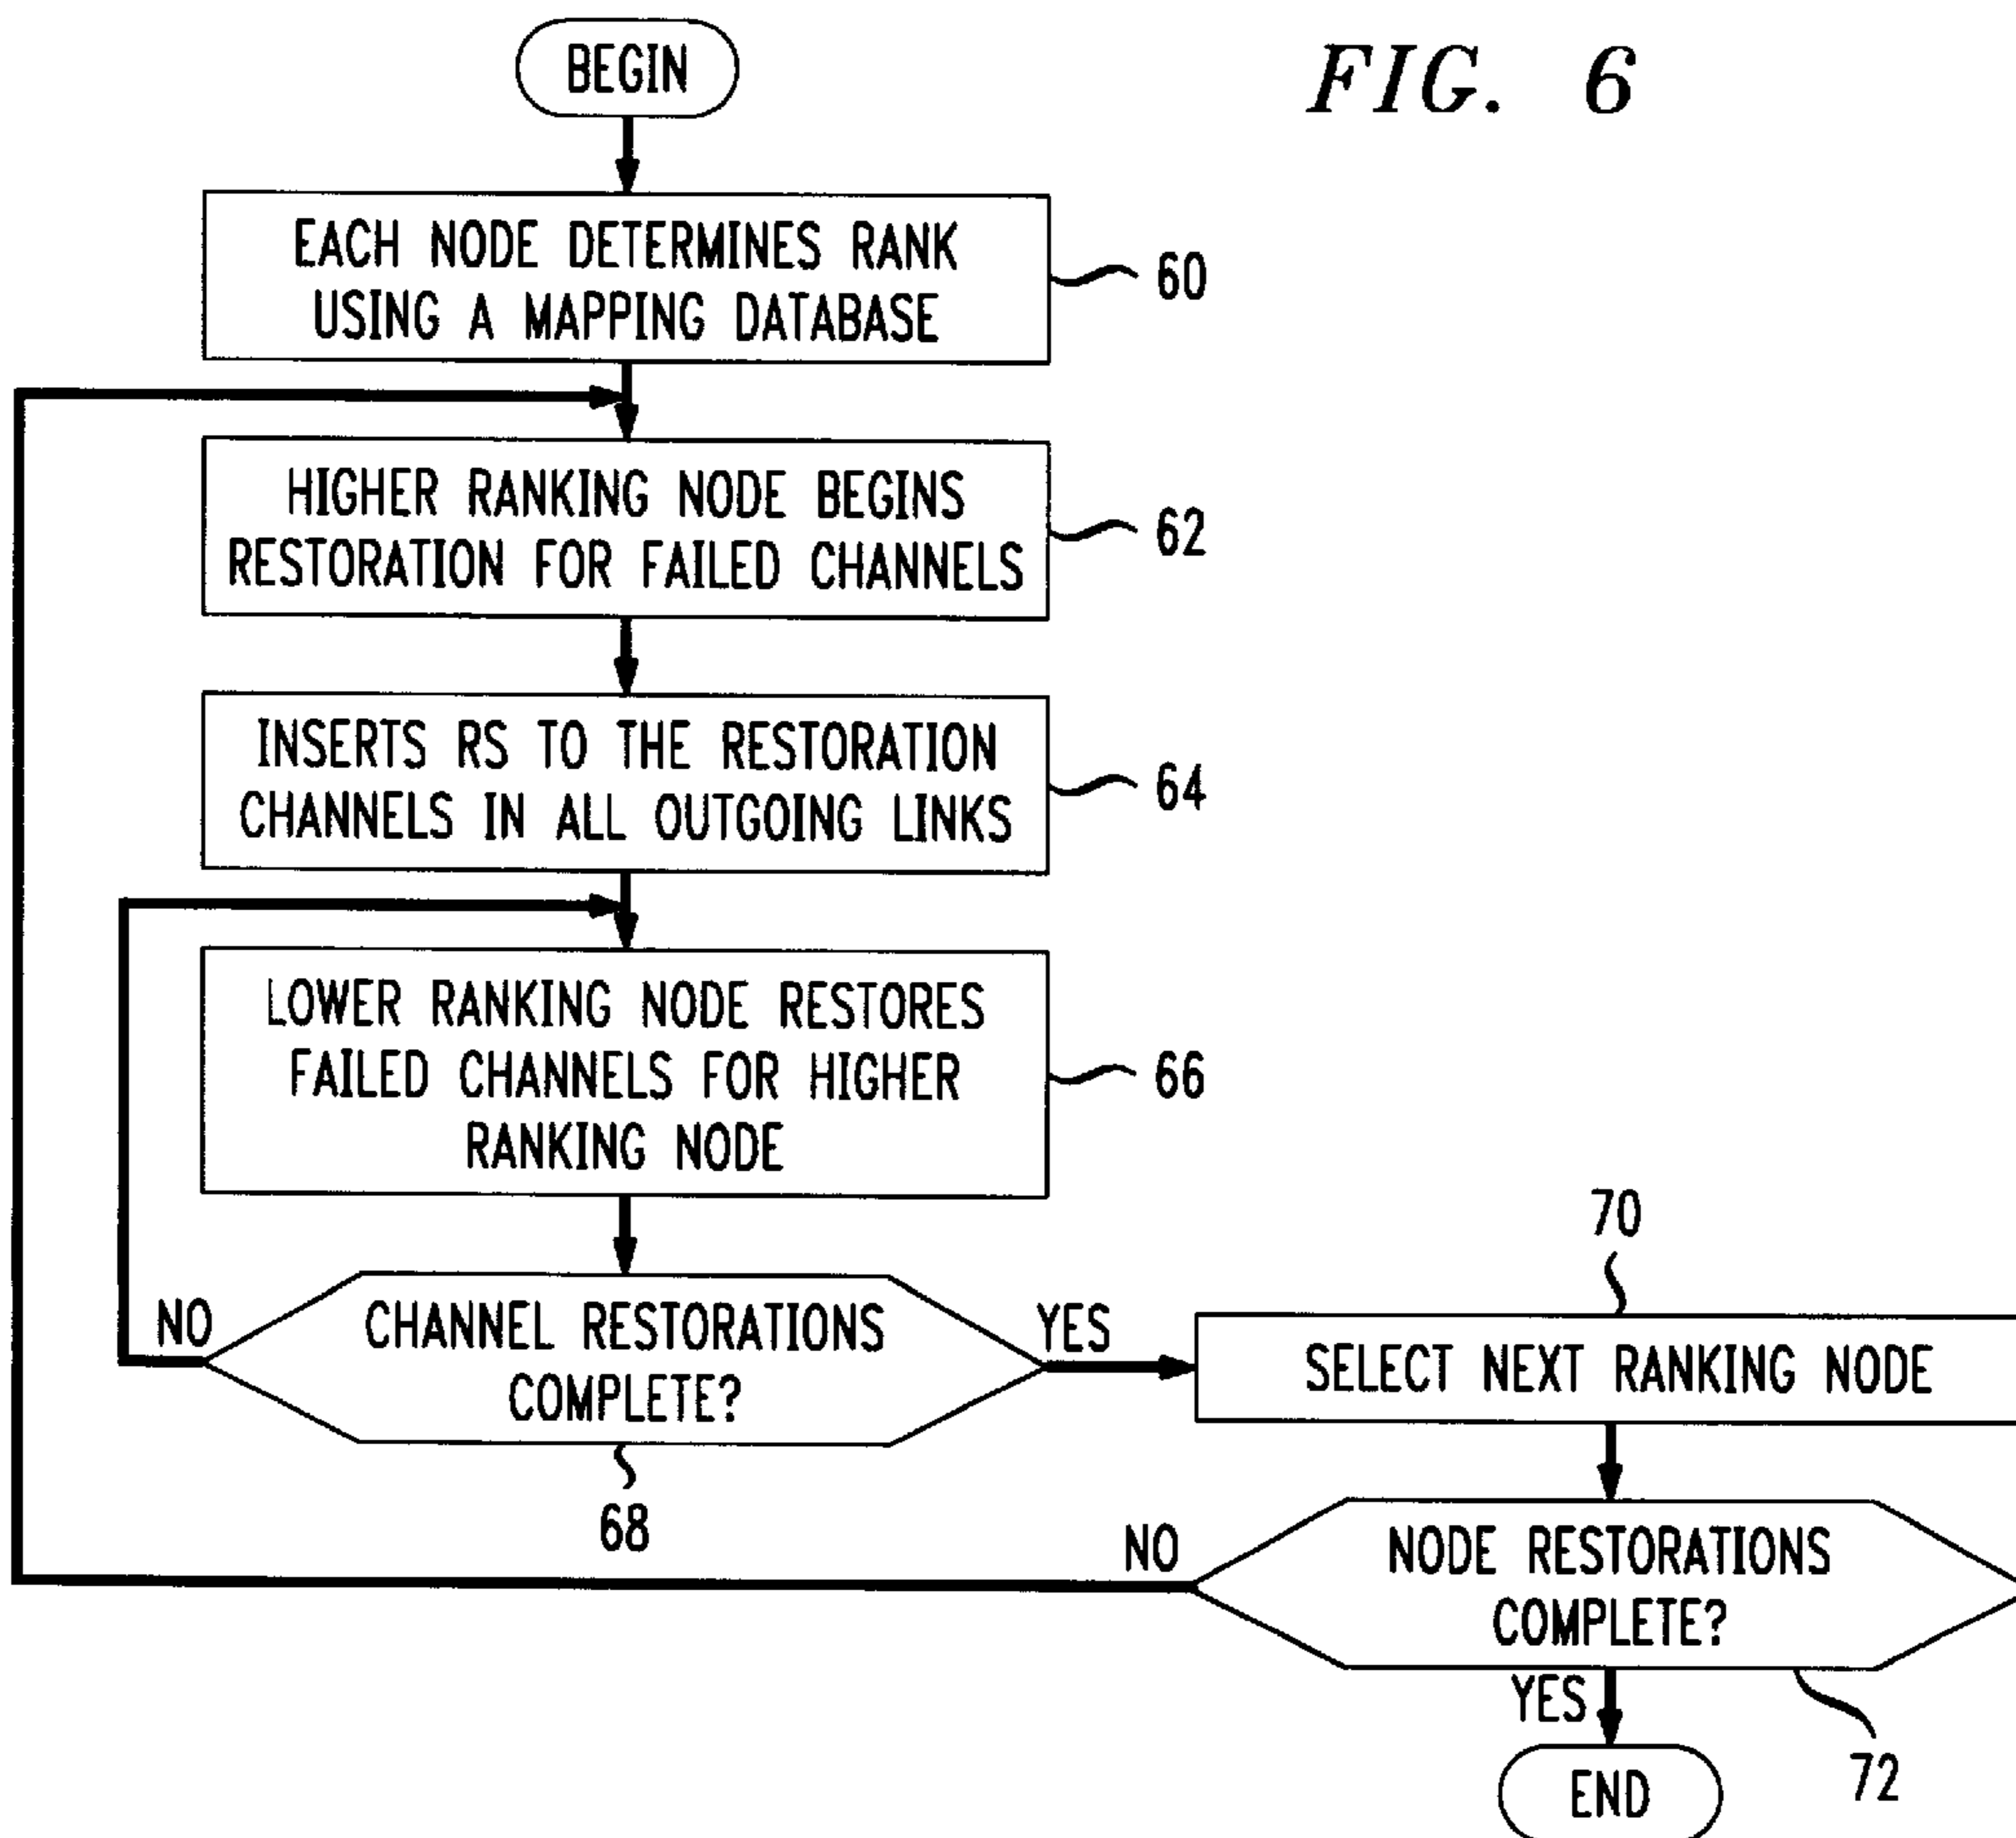 BEGIN
FIG. 6
EACH NODE DETERMINES RANK
USING A MAPPING DATABASE
60
HIGHER RANKING NODE BEGINS
RESTORATION FOR FAILED CHANNELS
62
INSERTS RS TO THE RESTORATION
CHANNELS IN ALL OUTGOING LINKS
64
LOWER RANKING NODE RESTORES
FAILED CHANNELS FOR HIGHER
RANKING NODE
66
NO
CHANNEL RESTORATIONS
COMPLETE?
YES
68
70
SELECT NEXT RANKING NODE
NO
NODE RESTORATIONS
COMPLETE?
YES
72
END